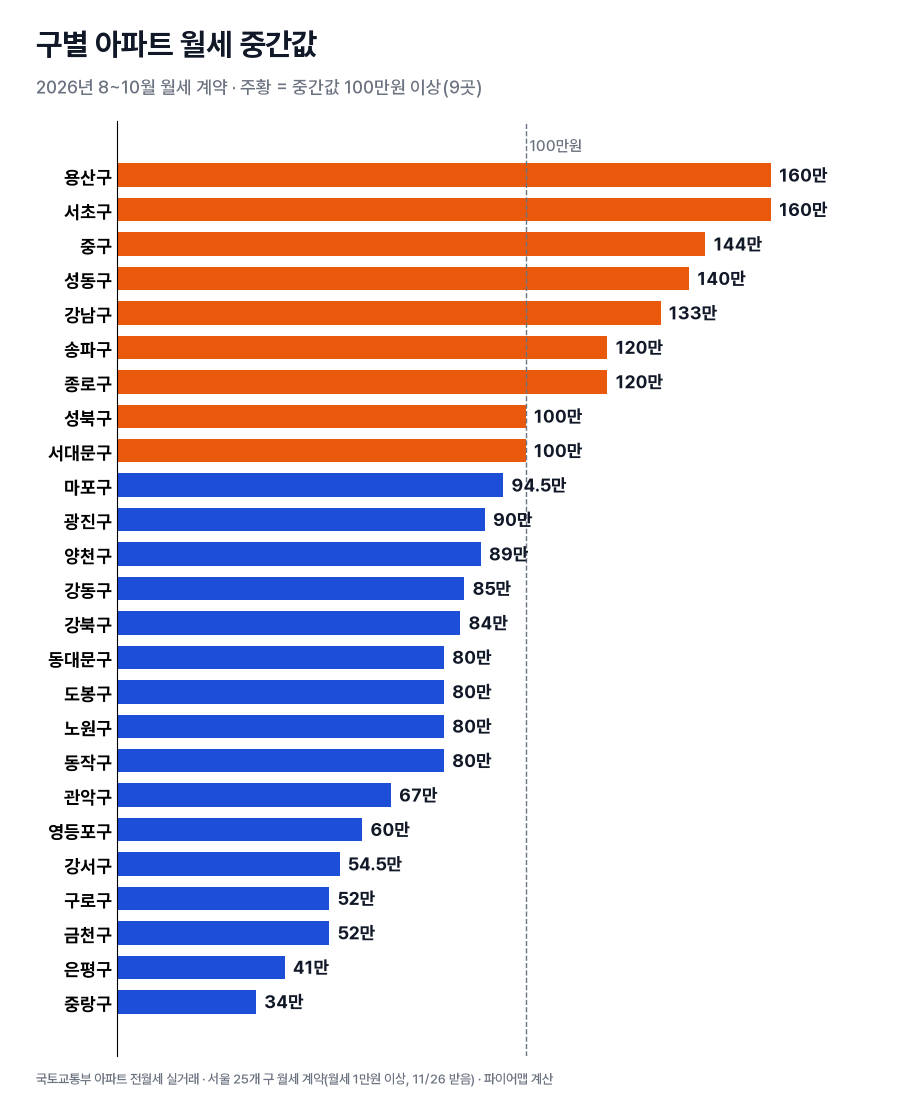 구별 아파트 월세 중간값
2026년 8~10월 월세 계약 · 주황 = 중간값 100만원 이상(9곳)
100만원
용산구 160만
서초구 160만
중구 144만
성동구 140만
강남구 133만
송파구 120만
종로구 120만
성북구 100만
서대문구 100만
마포구 94.5만
광진구 90만
양천구 89만
강동구 85만
강북구 84만
동대문구 80만
도봉구 80만
노원구 80만
동작구 80만
관악구 67만
영등포구 60만
강서구 54.5만
구로구 52만
금천구 52만
은평구 41만
중랑구 34만
국토교통부 아파트 전월세 실거래 · 서울 25개 구 월세 계약(월세 1만원 이상, 11/26 받음) · 파이어맵 계산